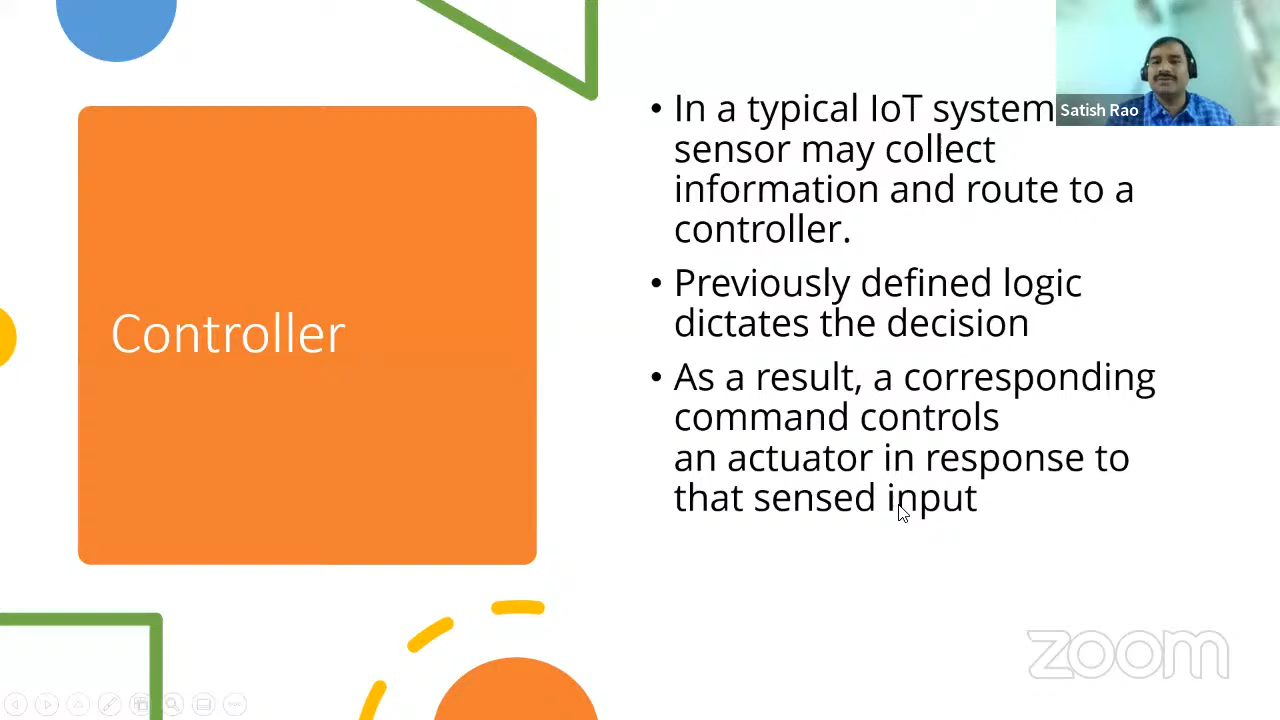 Controller
• In a typical IoT system
sensor may collect
information and route to a
controller.
• Previously defined logic
dictates the decision
• As a result, a corresponding
command controls
an actuator in response to
that sensed input
Satish Rao
zoom